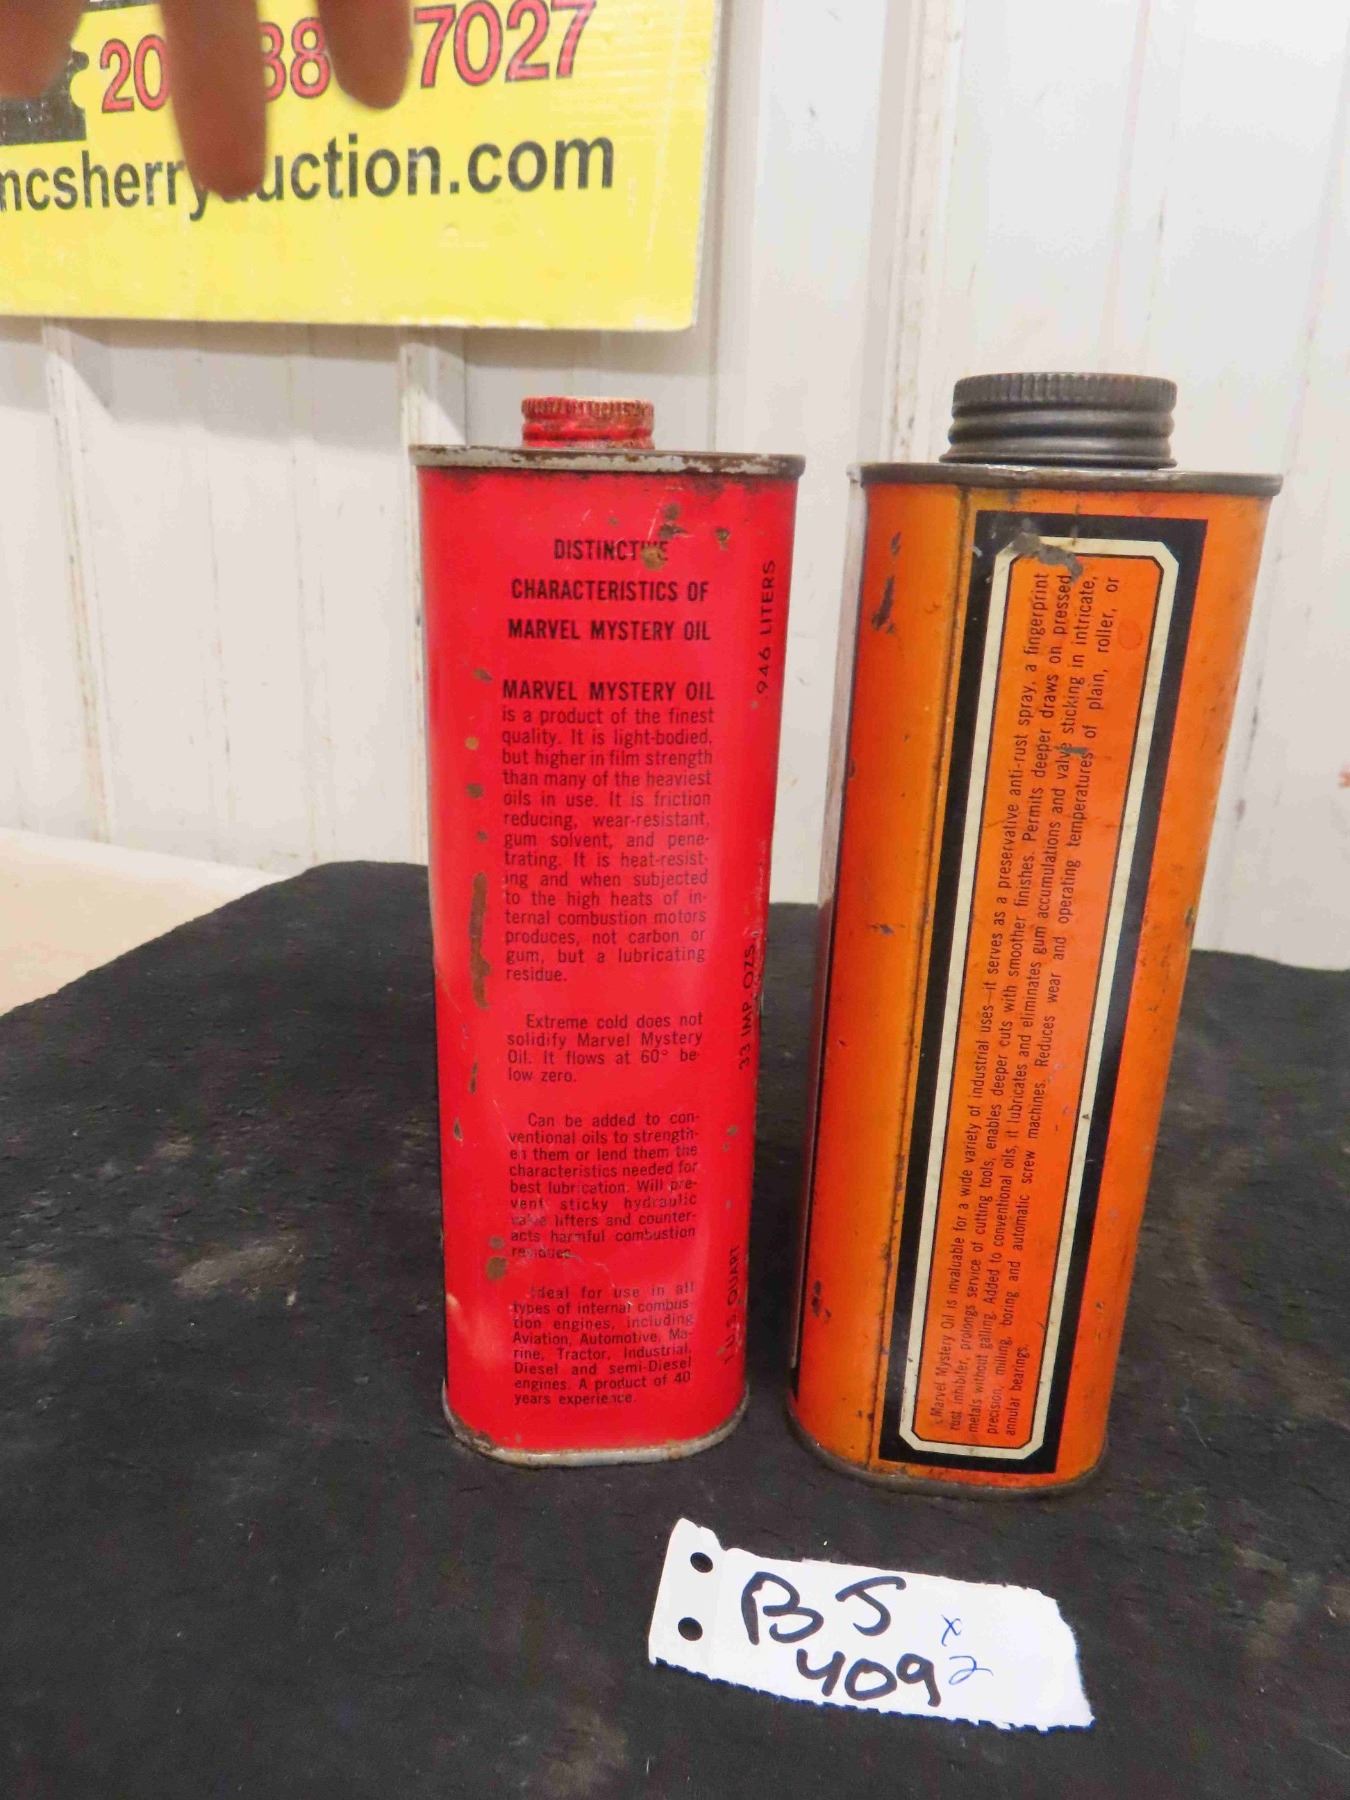 20 88 7027
mcsherryauction.com
DISTINCTIVE
CHARACTERISTICS OF
MARVEL MYSTERY OIL
MARVEL MYSTERY OIL
is a product of the finest
quality. It is light-bodied,
but higher in film strength
than many of the heaviest
oils in use. It is friction
reducing, wear-resistant,
gum solvent, and pene-
trating. It is heat-resist-
ing and when subjected
to the high heats of in-
ternal combustion motors
produces, not carbon or
gum, but a lubricating
residue.
Extreme cold does not
solidify Marvel Mystery
Oil. It flows at 60° be-
low zero.
Can be added to con-
ventional oils to strength-
en them or lend them the
characteristics needed for
best lubrication. Will pre-
vent sticky hydraulic
valve lifters and counter-
acts harmful combustion
residues.
Ideal for use in all
types of internal combus-
tion engines, including
Aviation, Automotive, Ma-
rine, Tractor, Industrial,
Diesel and semi-Diesel
engines. A product of 40
years experience.
1 U.S. QUART 33 IMP. OZS. .946 LITERS
Marvel Mystery Oil is invaluable for a wide variety of industrial uses—it serves as a preservative anti-rust spray, a fingerprint
rust inhibiter, prolongs service of cutting tools, enables deeper cuts with smoother finishes. Permits deeper draws on pressed
metals without galling. Added to conventional oils, it lubricates and eliminates gum accumulations and valve sticking in intricate,
precision, milling, boring and automatic screw machines. Reduces wear and operating temperatures of plain, roller, or
annular bearings.
BJ x
4092